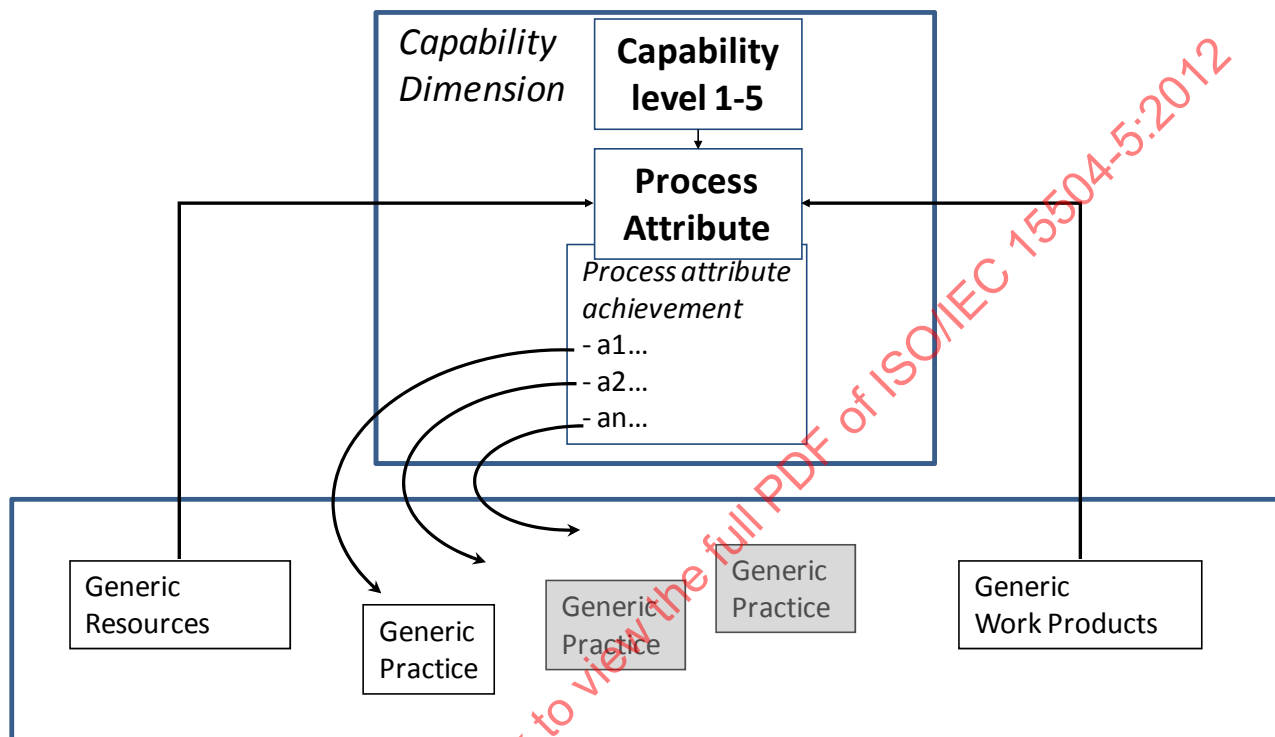 Capability
Dimension
Capability
level 1-5
Process
Attribute
Process attribute
achievement
- a1...
- a2...
- an...
Generic
Resources
Generic
Practice
Generic
Practice
Generic
Practice
Generic
Work Products
to view the full PDF of ISO/IEC 15504-5:2012